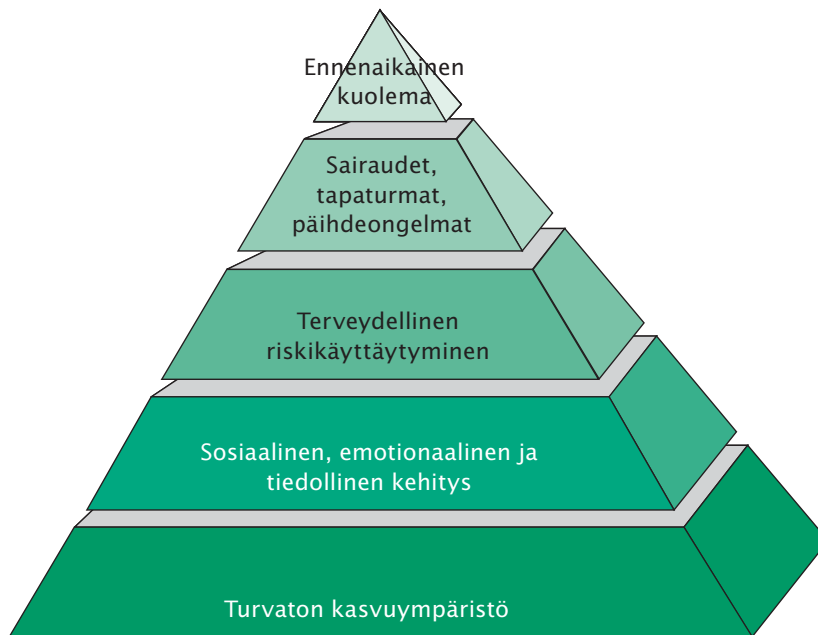 Ennenaikainen
kuolema
Sairaudet,
tapaturmat,
päihdeongelmat
Terveydellinen
riskikäyttäytyminen
Sosiaalinen, emotionaalinen ja
tiedollinen kehitys
Turvaton kasvuympäristö